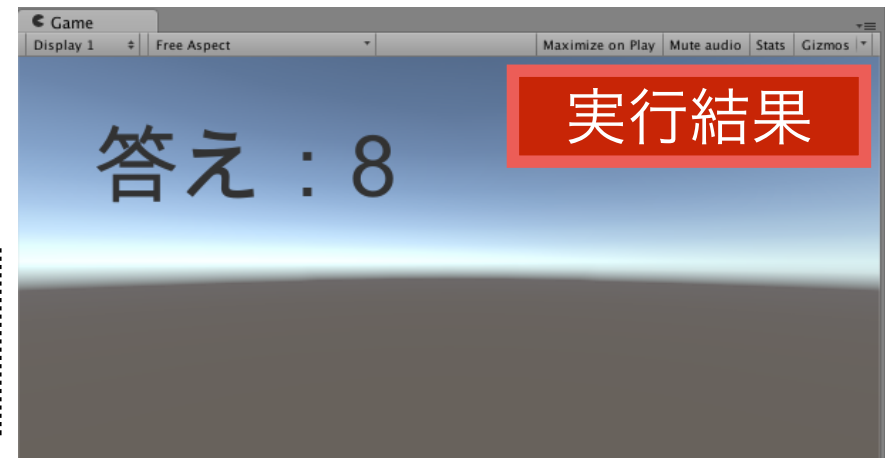 Game
Display 1 Free Aspect Maximize on Play Mute audio Stats Gizmos
実行結果
答え：8